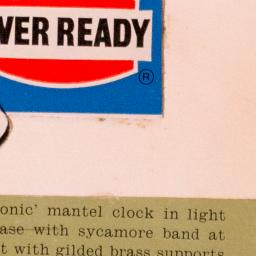 VER READY
®
onic' mantel clock in light
ase with sycamore band at
t with gilded brass supports